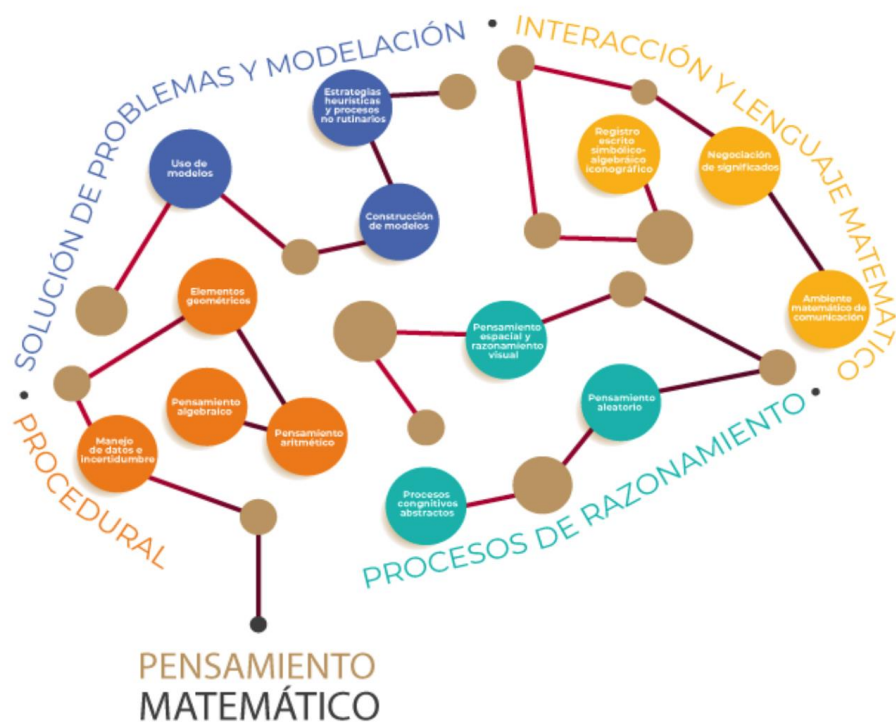 SOLUCIÓN DE PROBLEMAS Y MODELACIÓN
Estrategias
heurísticas
y procesos
no rutinarios
Uso de
modelos
Construcción
de modelos
INTERACCIÓN Y LENGUAJE MATEMÁTICO
Registro
escrito
simbólico-
algebráico
iconográfico
Negociación
de significados
Ambiente
matemático de
comunicación
PROCEDURAL
Elementos
geométricos
Pensamiento
algebraico
Pensamiento
aritmético
Manejo
de datos e
incertidumbre
PROCESOS DE RAZONAMIENTO
Pensamiento
espacial y
razonamiento
visual
Pensamiento
aleatorio
Procesos
congnitivos
abstractos
PENSAMIENTO
MATEMÁTICO